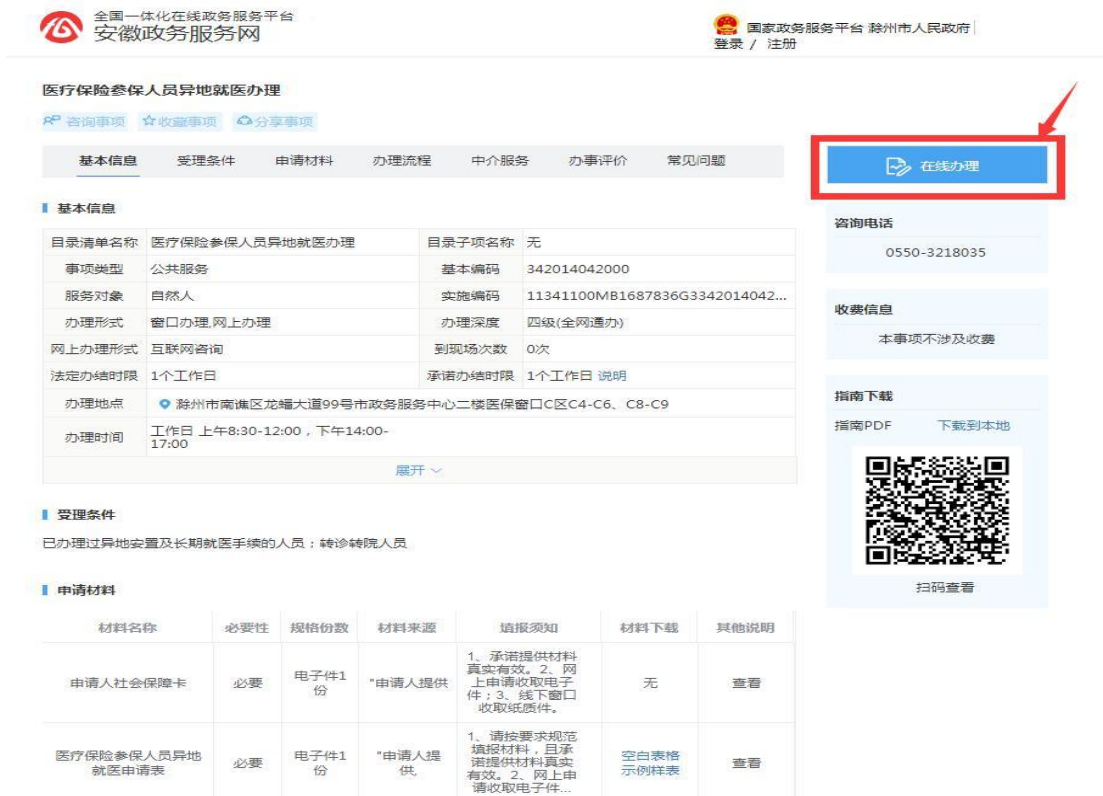 全国一体化在线政务服务平台
安徽政务服务网
国家政务服务平台 滁州市人民政府
登录 / 注册
医疗保险参保人员异地就医办理
咨询事项 收藏事项 分享事项
基本信息 受理条件 申请材料 办理流程 中介服务 办事评价 常见问题
在线办理
基本信息
目录清单名称 医疗保险参保人员异地就医办理 目录子项名称 无
事项类型 公共服务 基本编码 342014042000
服务对象 自然人 实施编码 11341100MB1687836G3342014042...
办理形式 窗口办理,网上办理 办理深度 四级(全网通办)
网上办理形式 互联网咨询 到现场次数 0次
法定办结时限 1个工作日 承诺办结时限 1个工作日 说明
办理地点 滁州市南谯区龙蟠大道99号市政务服务中心二楼医保窗口C区C4-C6、C8-C9
办理时间 工作日 上午8:30-12:00，下午14:00-
17:00
展开
咨询电话
0550-3218035
收费信息
本事项不涉及收费
指南下载
指南PDF 下载到本地
扫码查看
受理条件
已办理过异地安置及长期就医手续的人员；转诊转院人员
申请材料
材料名称 必要性 规格份数 材料来源 填报须知 材料下载 其他说明
申请人社会保障卡 必要 电子件1
份 "申请人提供 1、承诺提供材料
真实有效。2、网
上申请收取电子
件；3、线下窗口
收取纸质件。 无 查看
医疗保险参保人员异地
就医申请表 必要 电子件1
份 "申请人提
供, 1、请按要求规范
填报材料，且承
诺提供材料真实
有效。2、网上申
请收取电子件... 空白表格
示例样表 查看